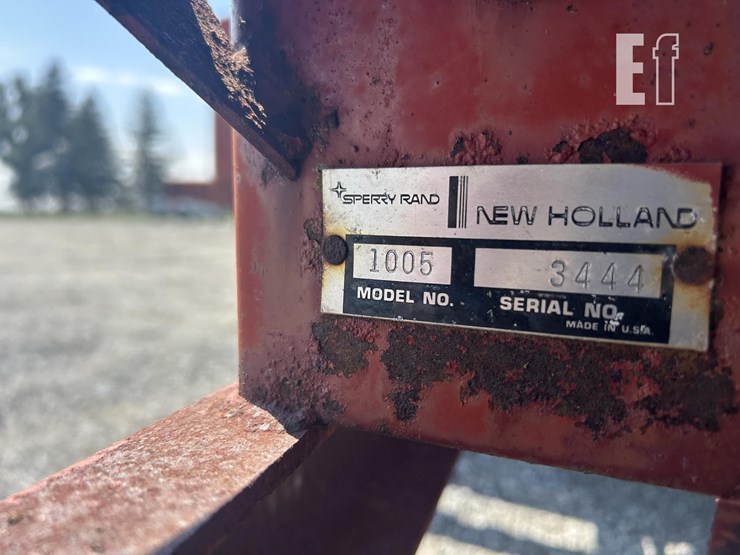 Ef
SPERRY RAND NEW HOLLAND
1005 3444
MODEL NO. SERIAL NO.
MADE IN U.S.A.